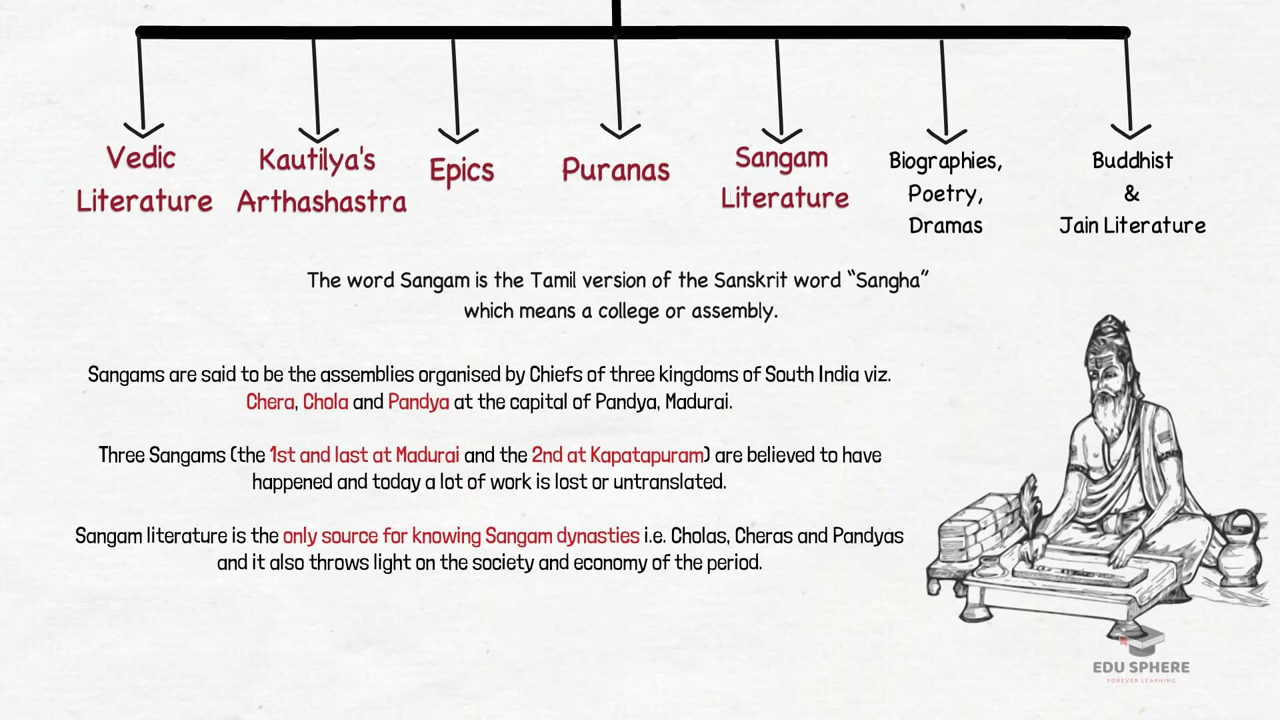 Vedic
Literature
Kautilya's
Arthashastra
Epics
Puranas
Sangam
Literature
Biographies,
Poetry,
Dramas
Buddhist
&
Jain Literature
The word Sangam is the Tamil version of the Sanskrit word “Sangha”
which means a college or assembly.
Sangams are said to be the assemblies organised by Chiefs of three kingdoms of South India viz.
Chera, Chola and Pandya at the capital of Pandya, Madurai.
Three Sangams (the 1st and last at Madurai and the 2nd at Kapatapuram) are believed to have
happened and today a lot of work is lost or untranslated.
Sangam literature is the only source for knowing Sangam dynasties i.e. Cholas, Cheras and Pandyas
and it also throws light on the society and economy of the period.
EDU SPHERE
FOREVER LEARNING